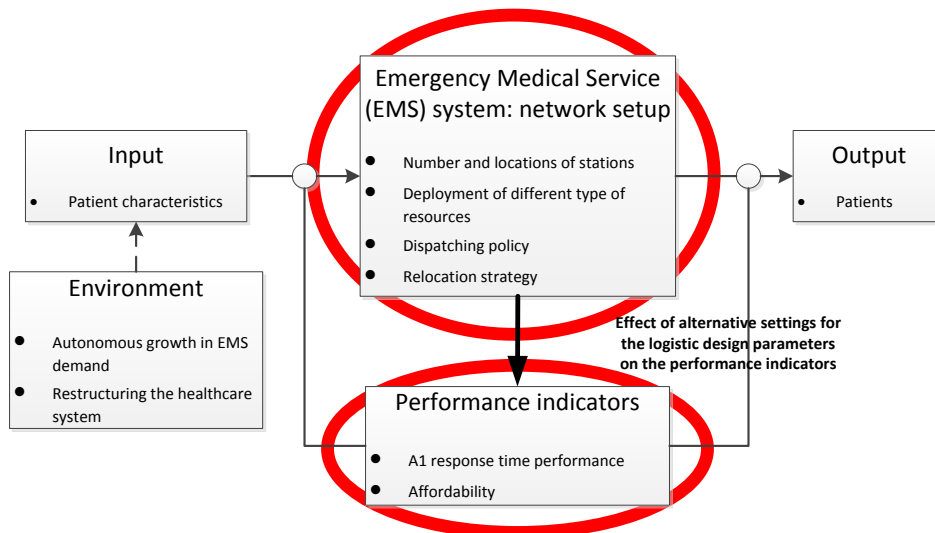 Emergency Medical Service
(EMS) system: network setup
• Number and locations of stations
• Deployment of different type of
resources
• Dispatching policy
• Relocation strategy
Input
• Patient characteristics
Output
• Patients
Environment
• Autonomous growth in EMS
demand
• Restructuring the healthcare
system
Effect of alternative settings for
the logistic design parameters
on the performance indicators
Performance indicators
• A1 response time performance
• Affordability